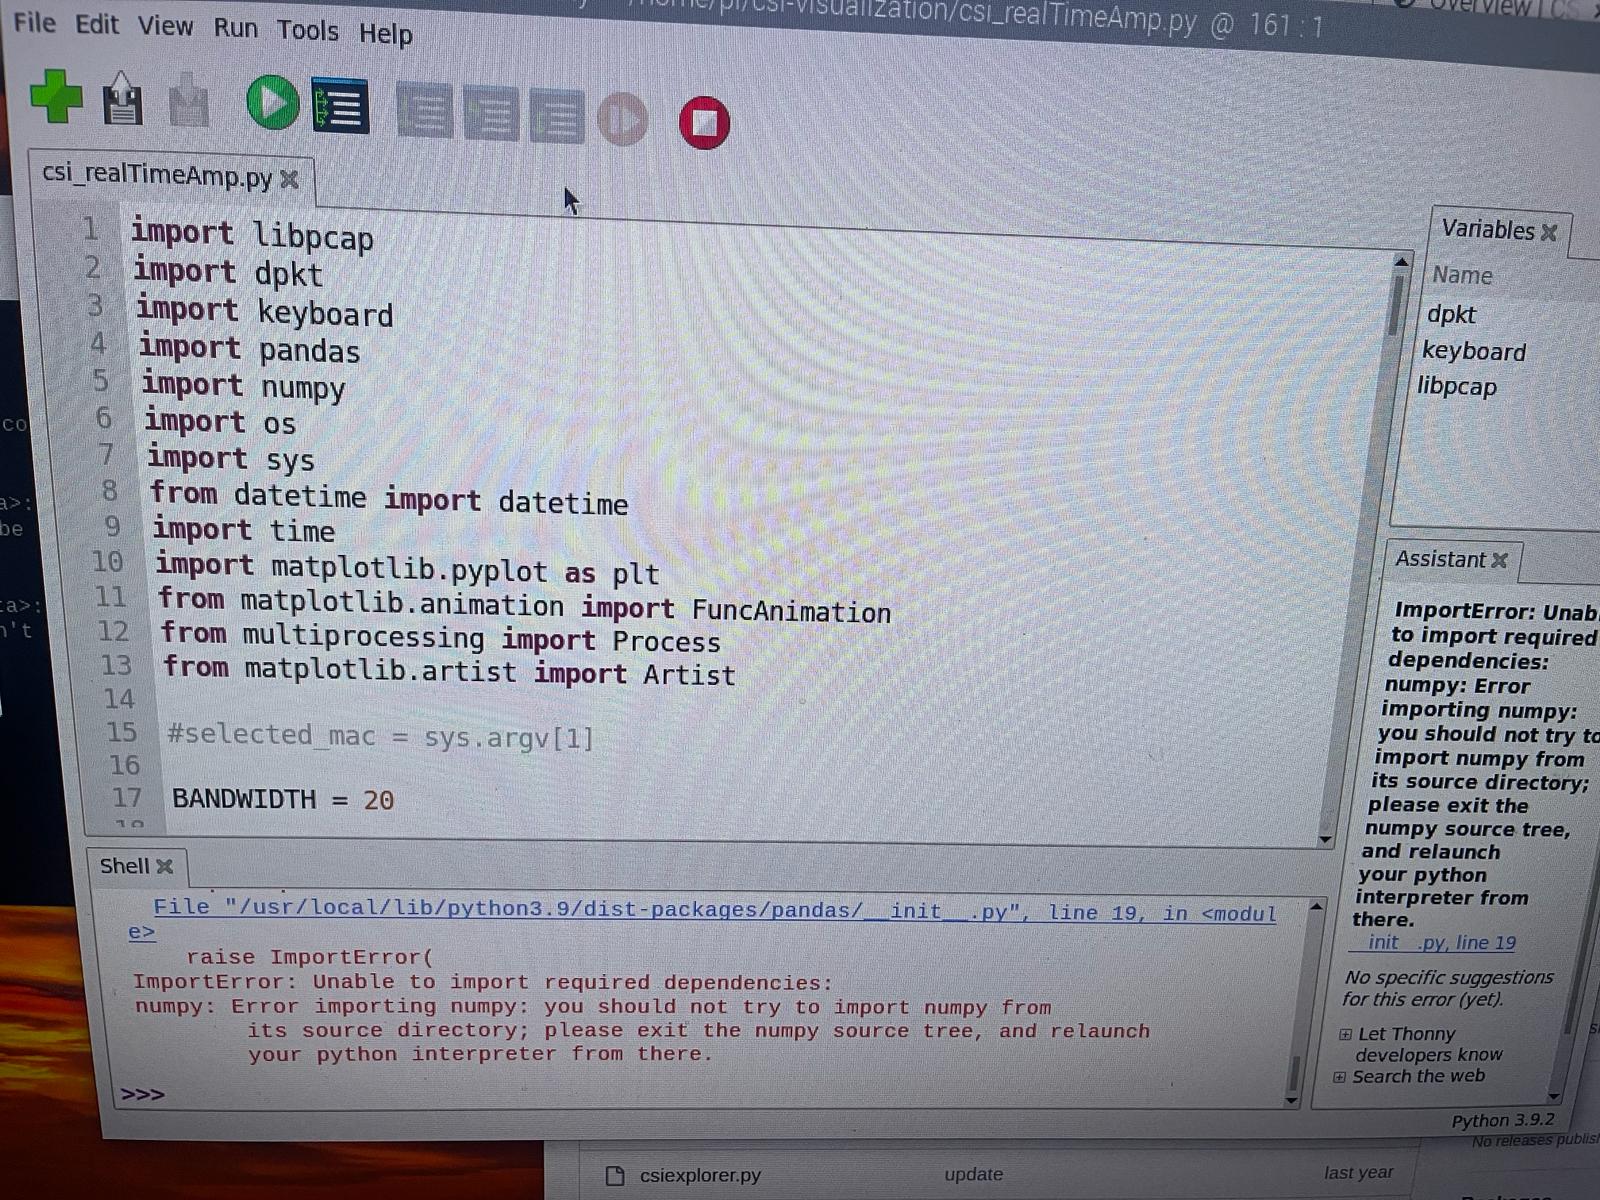 /home/pi/csi-visualization/csi_realTimeAmp.py @ 161 : 1
Overview | CS
File Edit View Run Tools Help
csi_realTimeAmp.py
1 import libpcap
2 import dpkt
3 import keyboard
4 import pandas
5 import numpy
6 import os
7 import sys
8 from datetime import datetime
9 import time
10 import matplotlib.pyplot as plt
11 from matplotlib.animation import FuncAnimation
12 from multiprocessing import Process
13 from matplotlib.artist import Artist
14
15 #selected_mac = sys.argv[1]
16
17 BANDWIDTH = 20
Shell
File "/usr/local/lib/python3.9/dist-packages/pandas/__init__.py", line 19, in <modul
e>
raise ImportError(
ImportError: Unable to import required dependencies:
numpy: Error importing numpy: you should not try to import numpy from
its source directory; please exit the numpy source tree, and relaunch
your python interpreter from there.
>>>
Variables
Name
dpkt
keyboard
libpcap
Assistant
ImportError: Unab
to import required
dependencies:
numpy: Error
importing numpy:
you should not try to
import numpy from
its source directory;
please exit the
numpy source tree,
and relaunch
your python
interpreter from
there.
__init__.py, line 19
No specific suggestions
for this error (yet).
Let Thonny
developers know
Search the web
Python 3.9.2
No releases publis
csiexplorer.py update last year
co
a>:
be
ta>:
n't